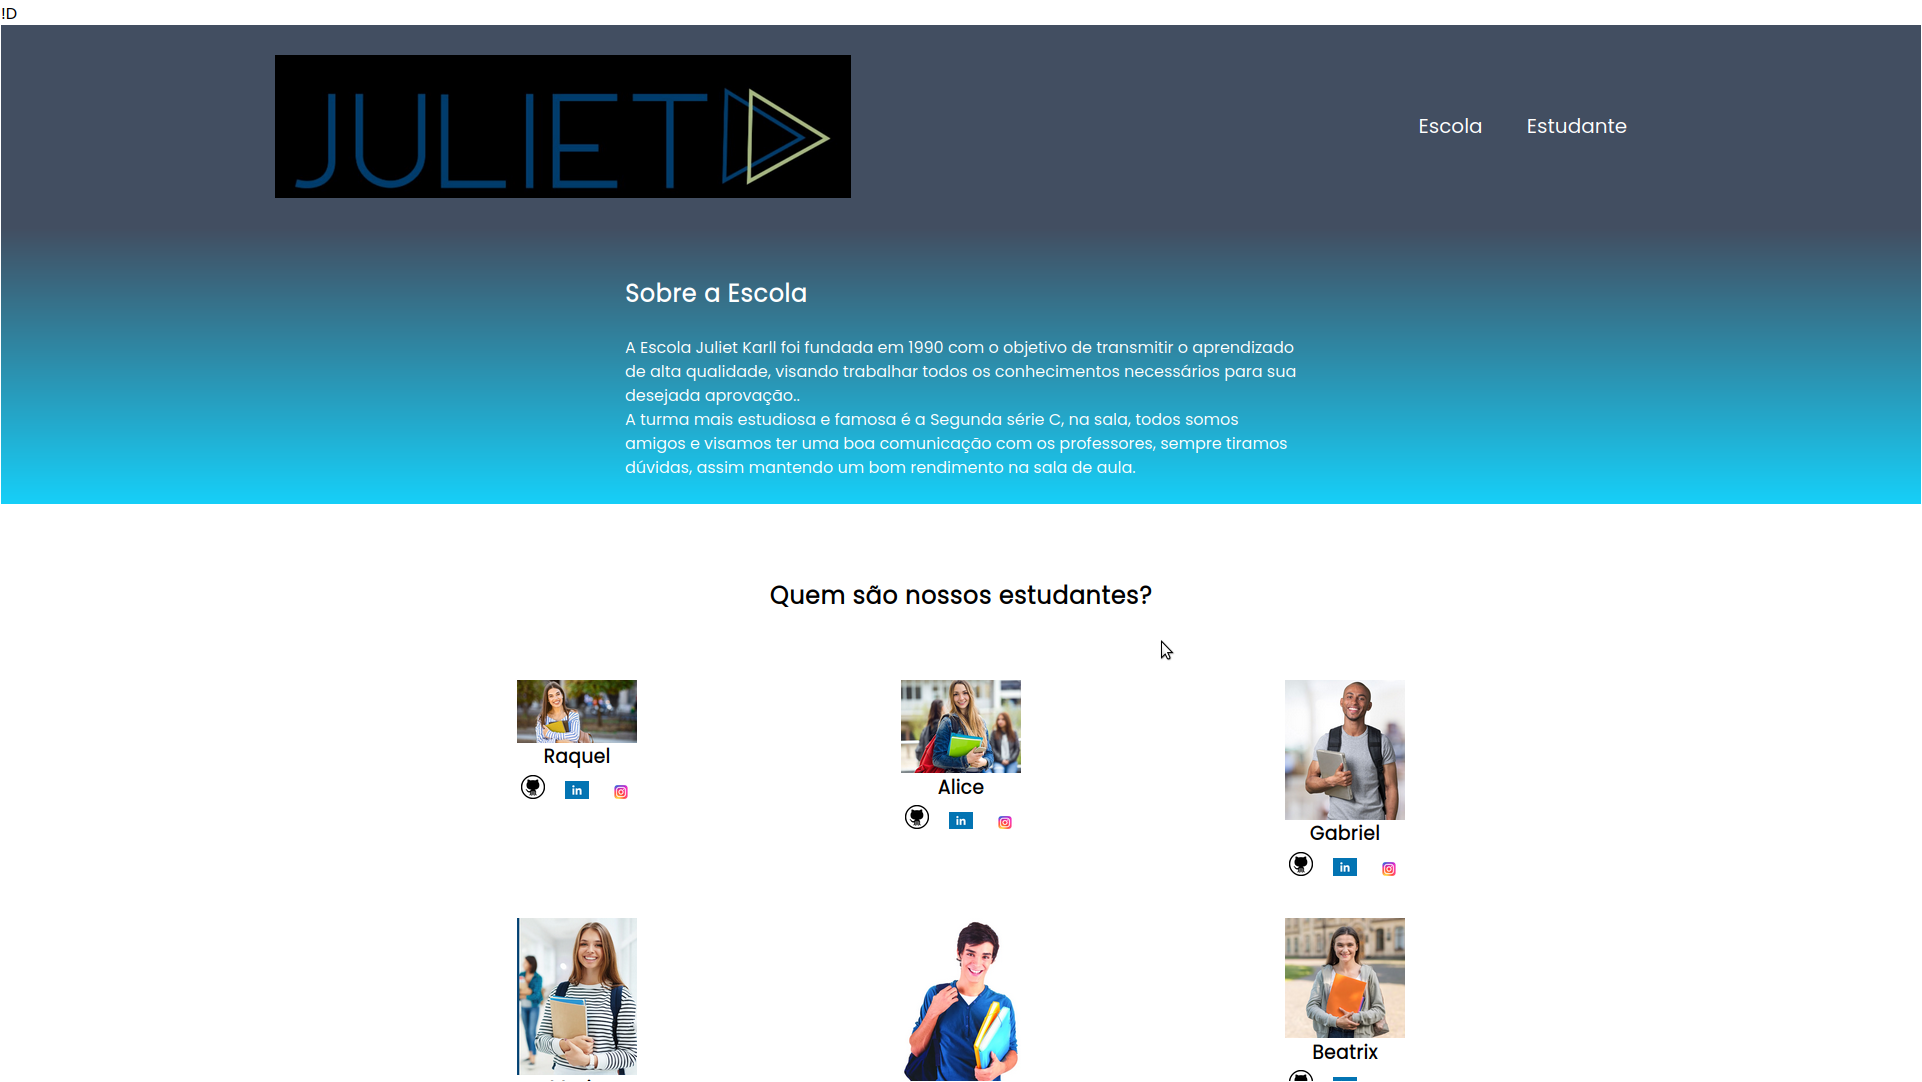 !D
JULIET
Escola Estudante
Sobre a Escola
A Escola Juliet Karll foi fundada em 1990 com o objetivo de transmitir o aprendizado
de alta qualidade, visando trabalhar todos os conhecimentos necessários para sua
desejada aprovação..
A turma mais estudiosa e famosa é a Segunda série C, na sala, todos somos
amigos e visamos ter uma boa comunicação com os professores, sempre tiramos
dúvidas, assim mantendo um bom rendimento na sala de aula.
Quem são nossos estudantes?
Raquel
in
Alice
in
Gabriel
in
Beatrix